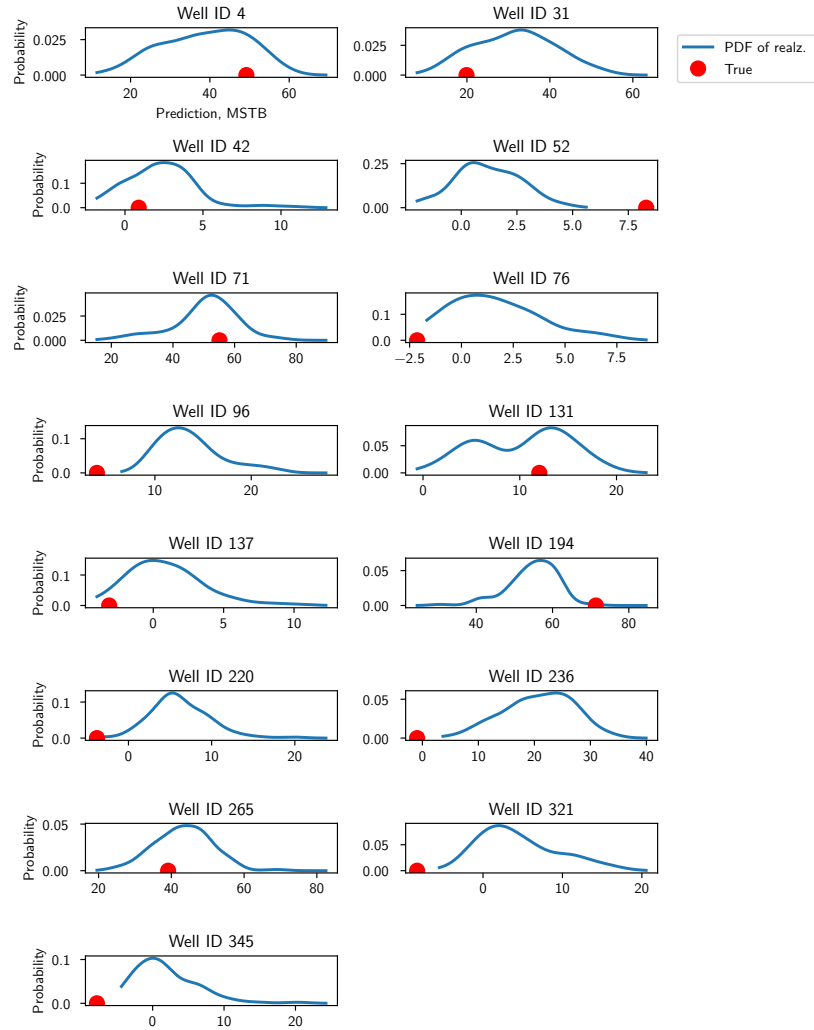 Well ID 4
Probability
0.025
0.000
20 40 60
Prediction, MSTB
Well ID 31
0.025
0.000
20 40 60
PDF of realz.
True
Well ID 42
Probability
0.1
0.0
0 5 10
Well ID 52
0.25
0.00
0.0 2.5 5.0 7.5
Well ID 71
Probability
0.025
0.000
20 40 60 80
Well ID 76
0.1
0.0
−2.5 0.0 2.5 5.0 7.5
Well ID 96
Probability
0.1
0.0
10 20
Well ID 131
0.05
0.00
0 10 20
Well ID 137
Probability
0.1
0.0
0 5 10
Well ID 194
0.05
0.00
40 60 80
Well ID 220
Probability
0.1
0.0
0 10 20
Well ID 236
0.05
0.00
0 10 20 30 40
Well ID 265
Probability
0.05
0.00
20 40 60 80
Well ID 321
0.05
0.00
0 10 20
Well ID 345
Probability
0.1
0.0
0 10 20